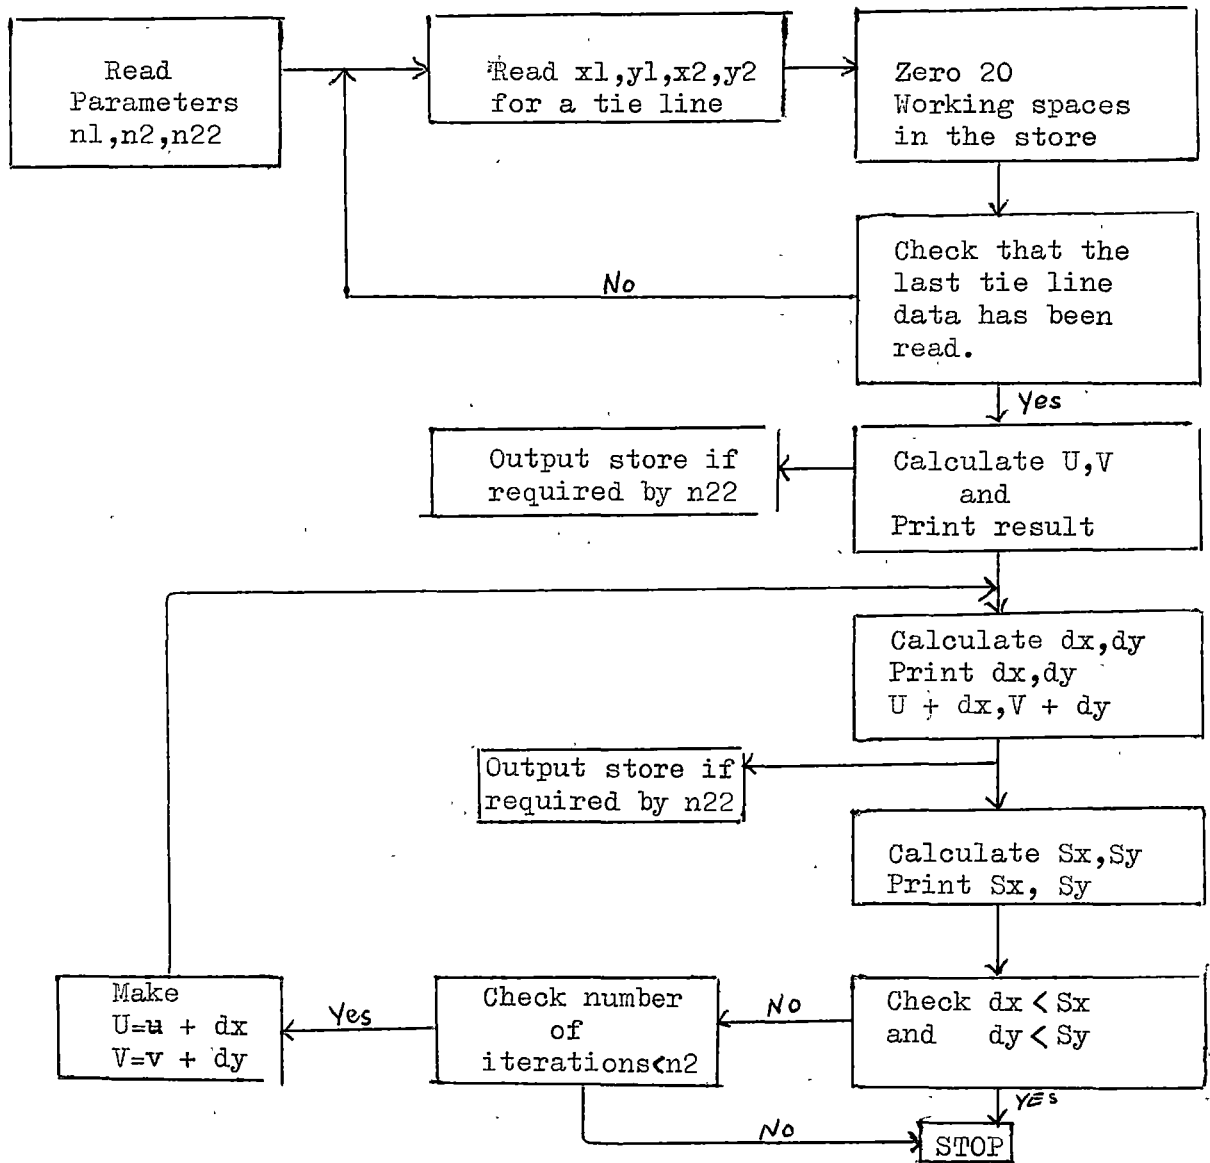 Read
Parameters
n1,n2,n22
Read x1,y1,x2,y2
for a tie line
Zero 20
Working spaces
in the store
Check that the
last tie line
data has been
read.
No
Yes
Output store if
required by n22
Calculate U,V
and
Print result
Calculate dx,dy
Print dx,dy
U + dx,V + dy
Output store if
required by n22
Calculate Sx,Sy
Print Sx, Sy
Make
U=u + dx
V=v + dy
Yes
Check number
of
iterations<n2
No
Check dx < Sx
and dy < Sy
YES
No
STOP